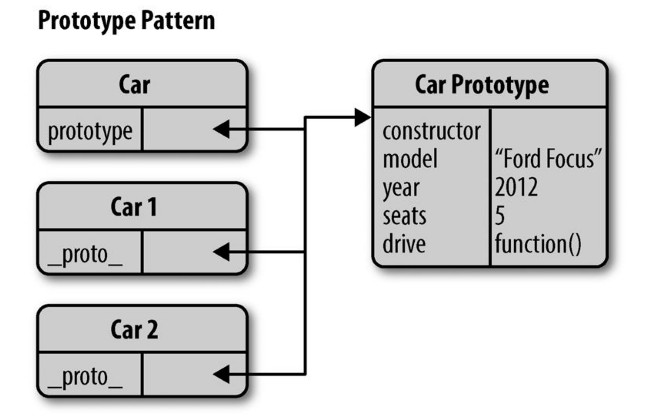 Prototype Pattern
Car
prototype
Car 1
_proto_
Car 2
_proto_
Car Prototype
constructor
model "Ford Focus"
year 2012
seats 5
drive function()